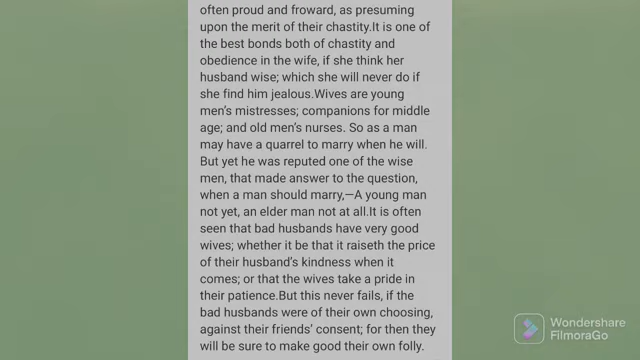 often proud and froward, as presuming
upon the merit of their chastity.It is one of
the best bonds both of chastity and
obedience in the wife, if she think her
husband wise; which she will never do if
she find him jealous.Wives are young
men's mistresses; companions for middle
age; and old men's nurses. So as a man
may have a quarrel to marry when he will.
But yet he was reputed one of the wise
men, that made answer to the question,
when a man should marry,—A young man
not yet, an elder man not at all.It is often
seen that bad husbands have very good
wives; whether it be that it raiseth the price
of their husband's kindness when it
comes; or that the wives take a pride in
their patience.But this never fails, if the
bad husbands were of their own choosing,
against their friends' consent; for then they
will be sure to make good their own folly.
Wondershare
FilmoraGo